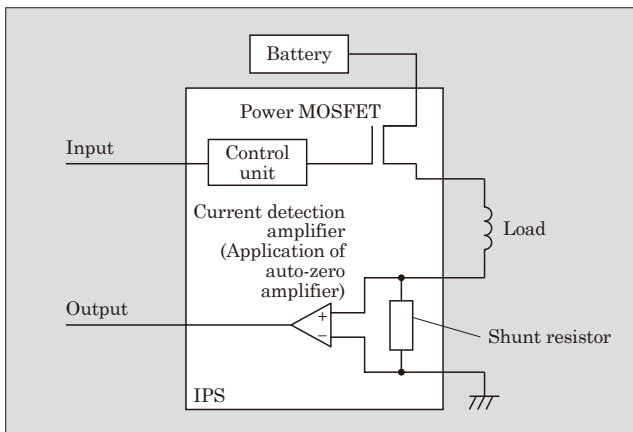 Battery
Power MOSFET
Input
Control
unit
Current detection
amplifier
(Application of
auto-zero
amplifier)
Load
Output
+
−
Shunt resistor
IPS